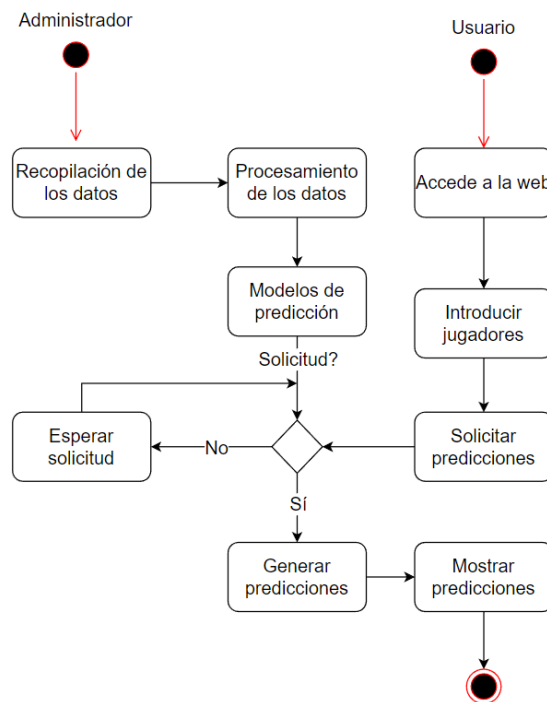 Administrador
Usuario
Recopilación de
los datos
Procesamiento
de los datos
Accede a la web
Modelos de
predicción
Introducir
jugadores
Solicitud?
Esperar
solicitud
No
Solicitar
predicciones
Sí
Generar
predicciones
Mostrar
predicciones